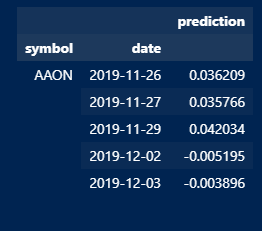 prediction
symbol date
AAON 2019-11-26 0.036209
2019-11-27 0.035766
2019-11-29 0.042034
2019-12-02 -0.005195
2019-12-03 -0.003896